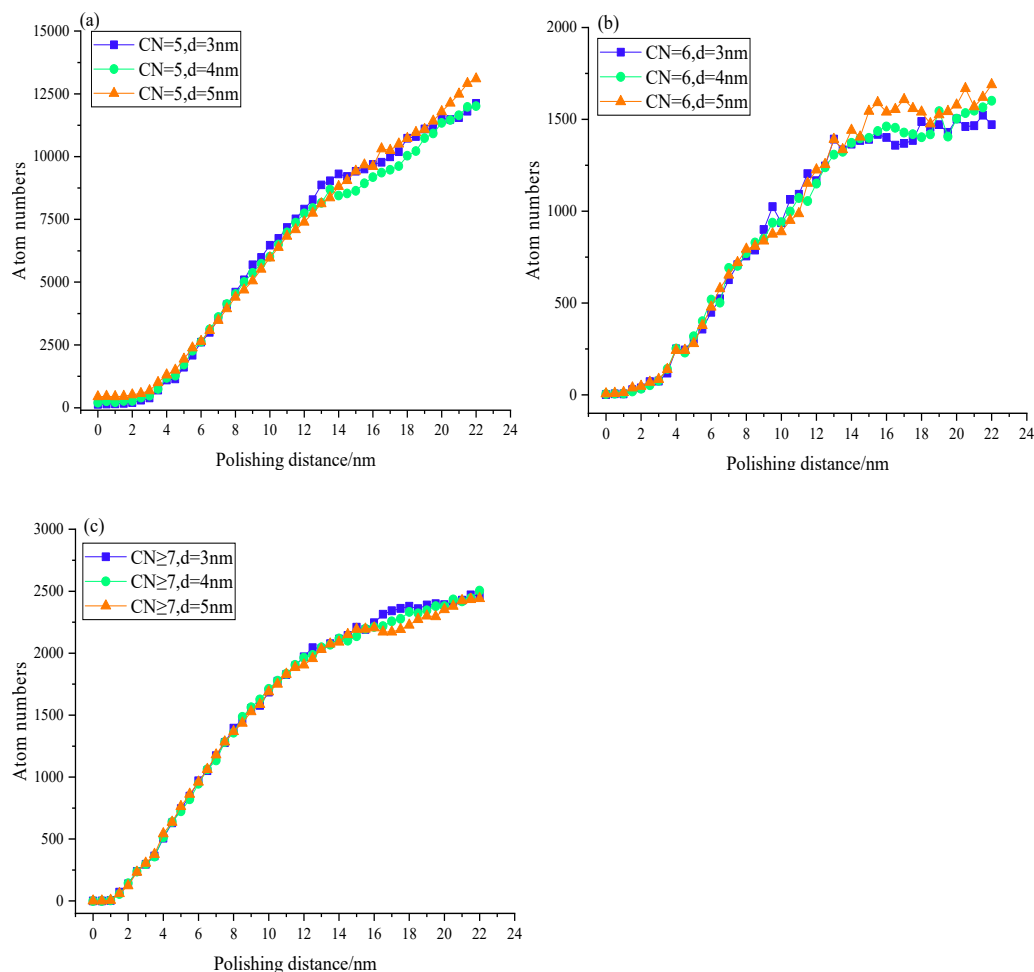 (a)
CN=5,d=3nm
CN=5,d=4nm
CN=5,d=5nm
15000
12500
10000
7500
5000
2500
0
Atom numbers
0 2 4 6 8 10 12 14 16 18 20 22 24
Polishing distance/nm
(b)
CN=6,d=3nm
CN=6,d=4nm
CN=6,d=5nm
2000
1500
1000
500
0
Atom numbers
0 2 4 6 8 10 12 14 16 18 20 22 24
Polishing distance/nm
(c)
CN≥7,d=3nm
CN≥7,d=4nm
CN≥7,d=5nm
3000
2500
2000
1500
1000
500
0
Atom numbers
0 2 4 6 8 10 12 14 16 18 20 22 24
Polishing distance/nm